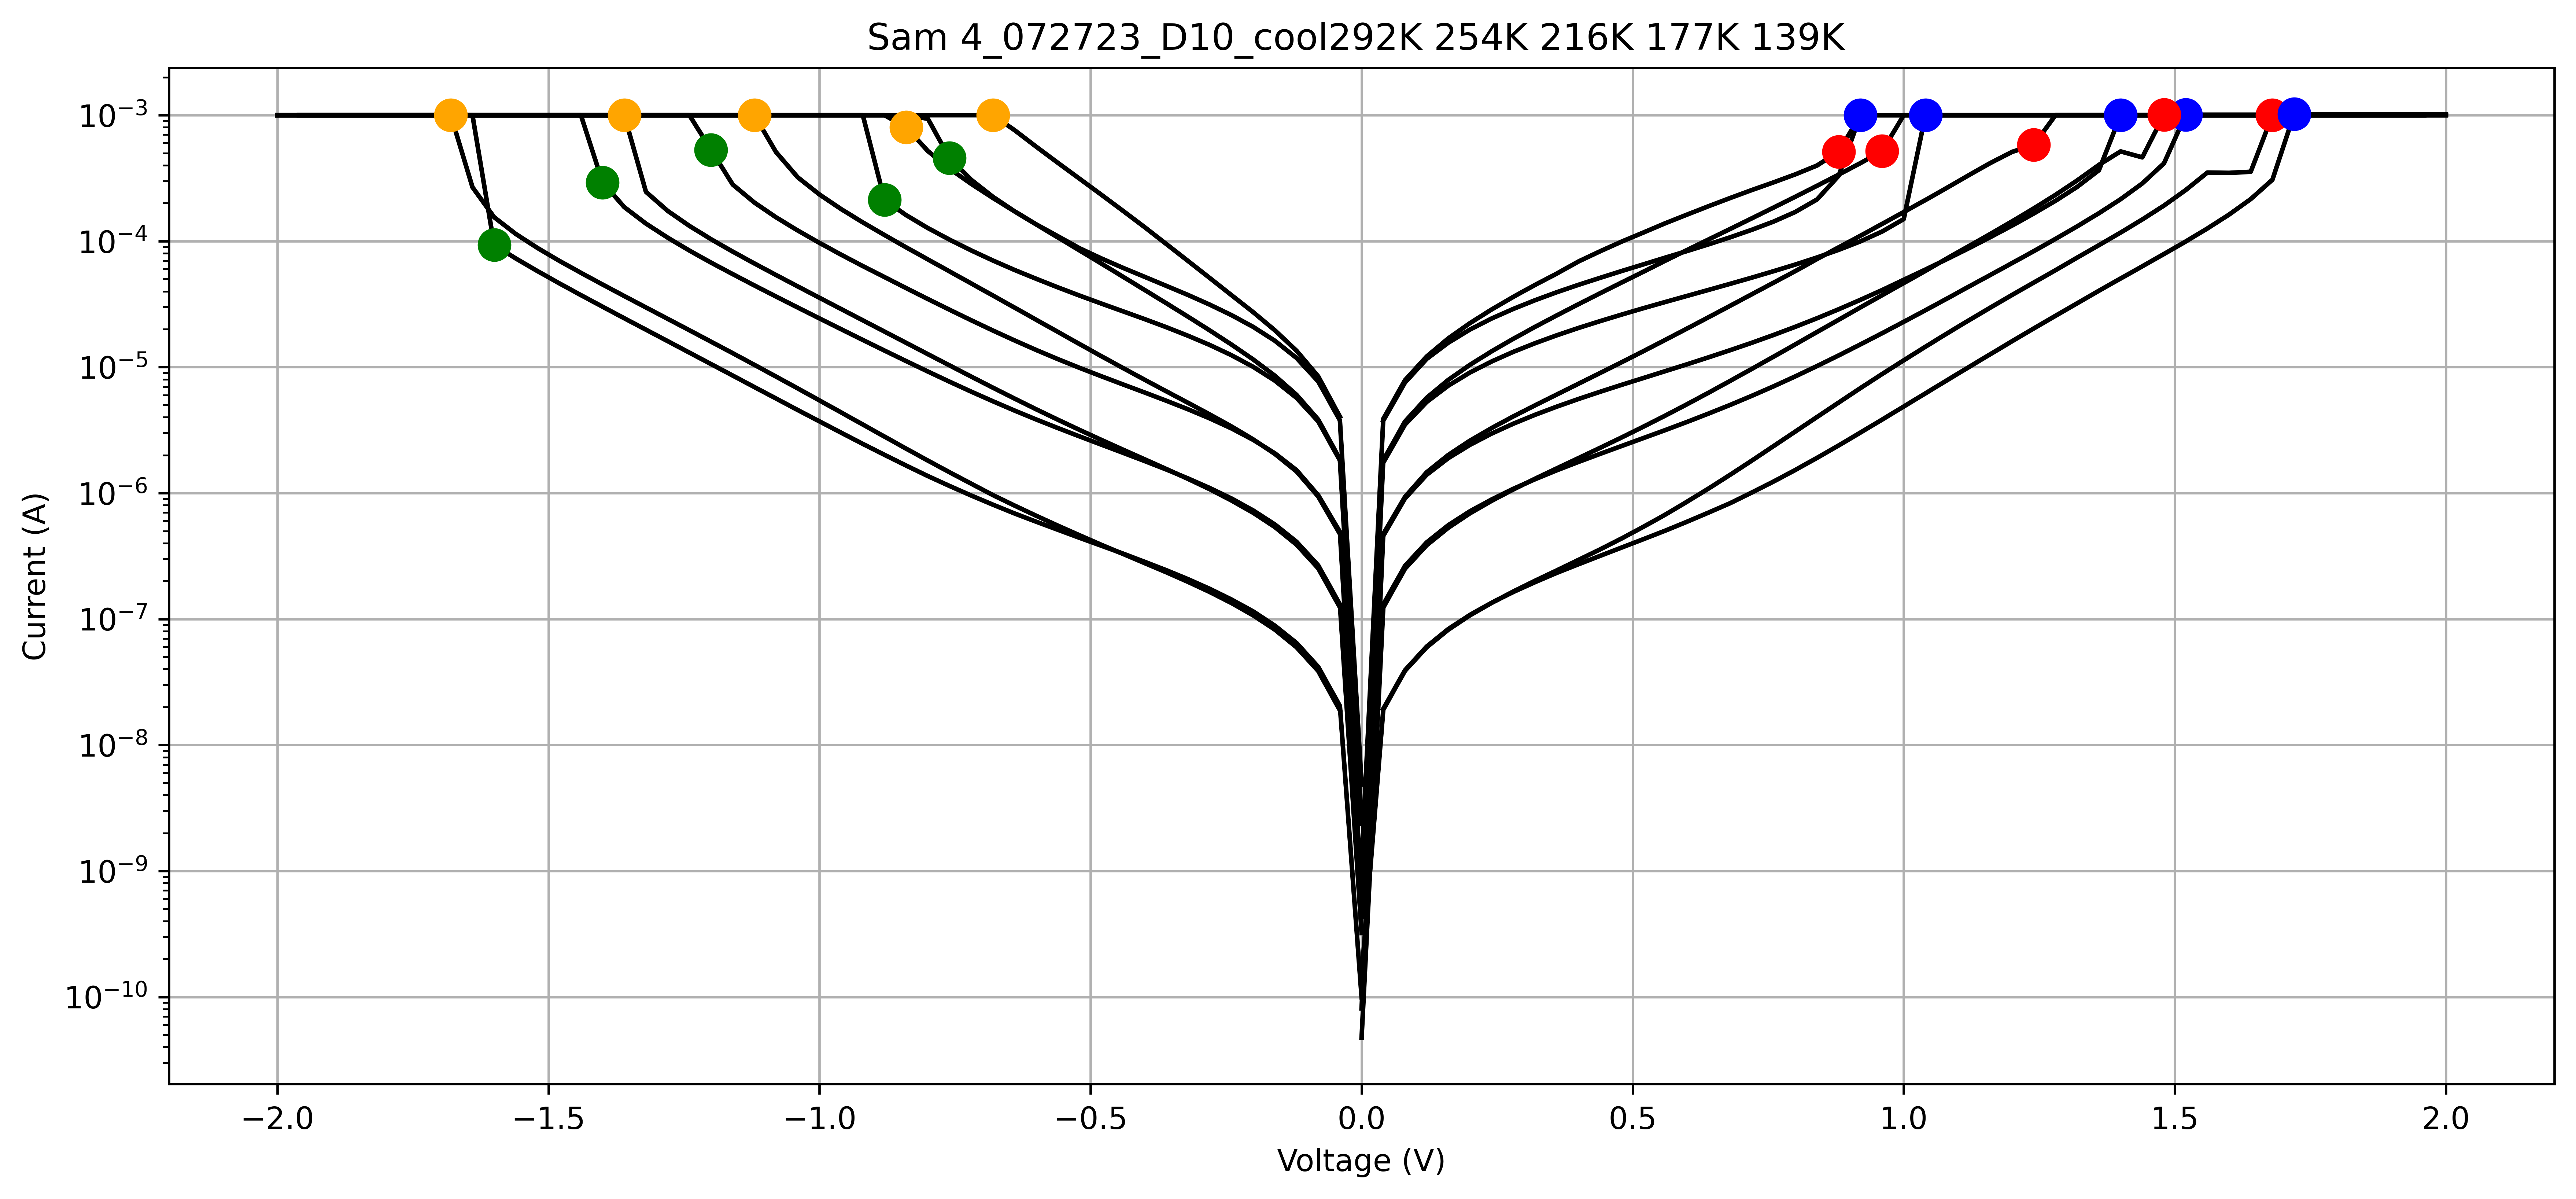 Sam 4_072723_D10_cool292K 254K 216K 177K 139K
Current (A)
10⁻³
10⁻⁴
10⁻⁵
10⁻⁶
10⁻⁷
10⁻⁸
10⁻⁹
10⁻¹⁰
−2.0 −1.5 −1.0 −0.5 0.0 0.5 1.0 1.5 2.0
Voltage (V)